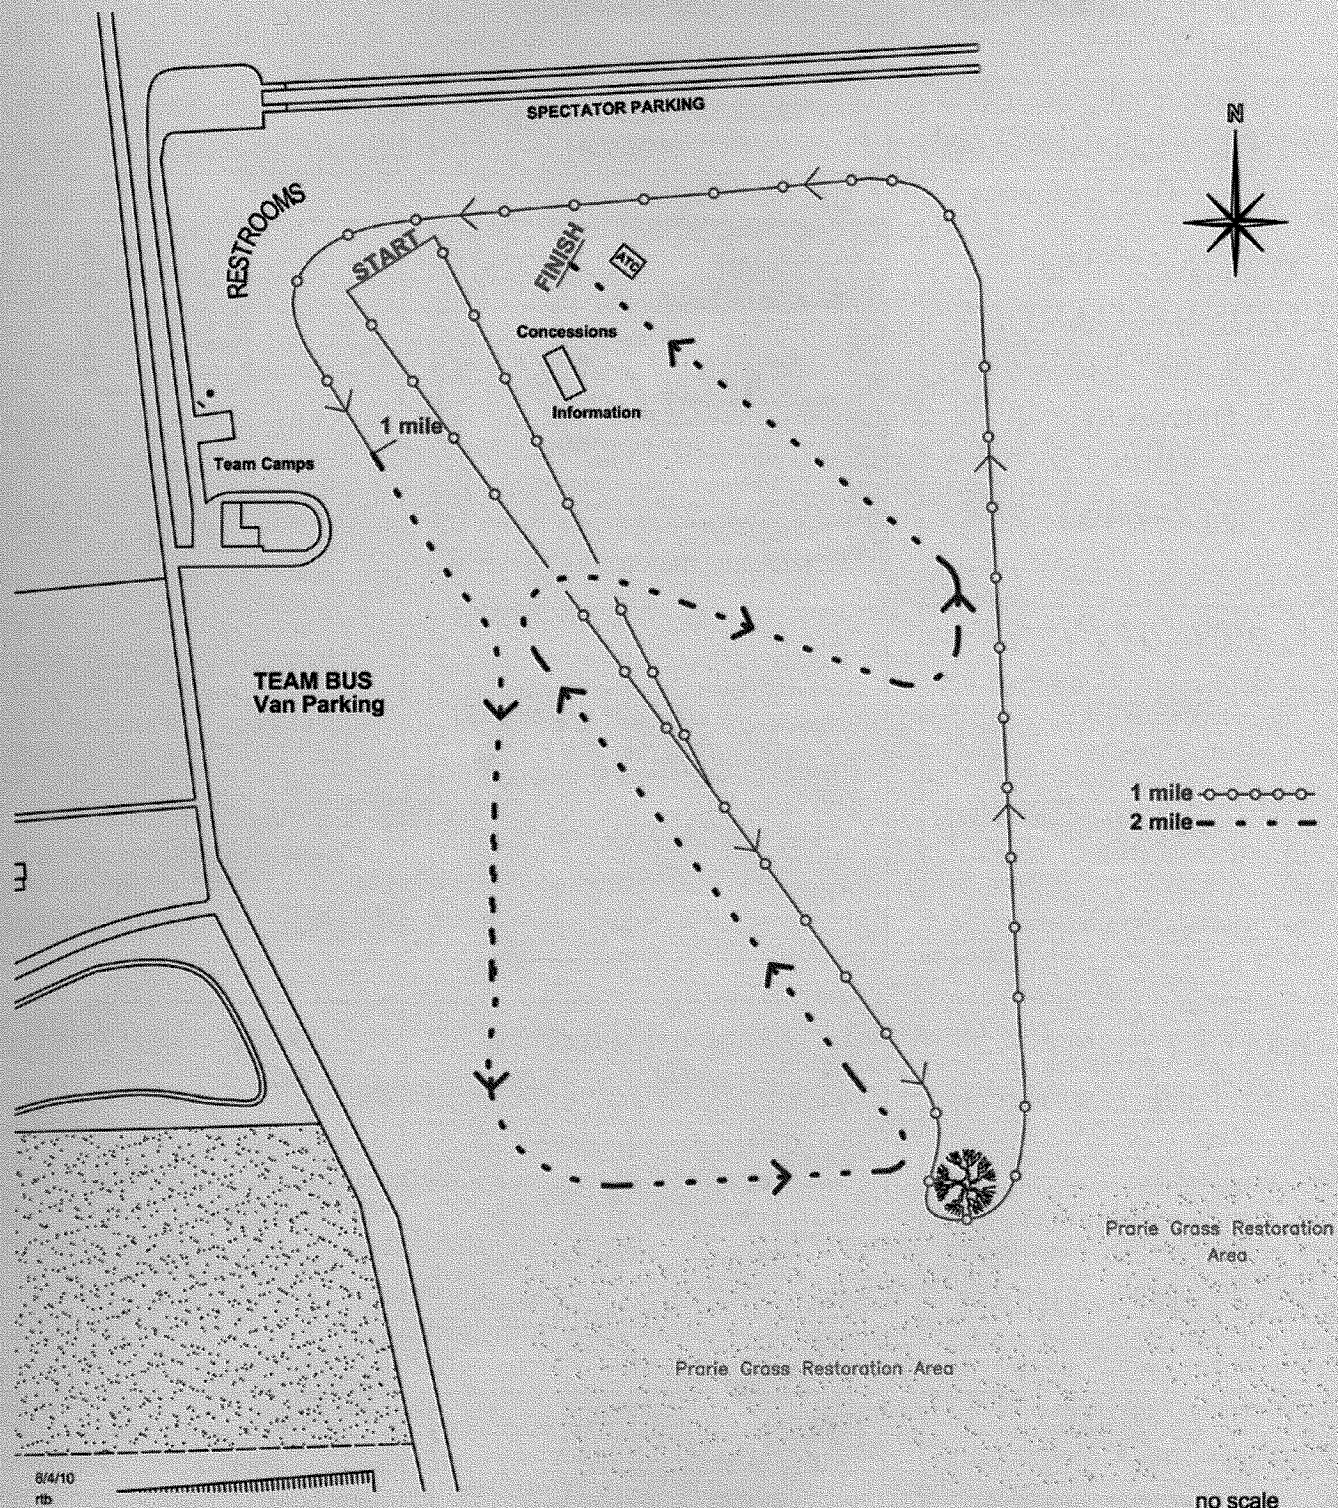 SPECTATOR PARKING
N
RESTROOMS
START
FINISH
ATC
Concessions
Information
1 mile
Team Camps
TEAM BUS
Van Parking
1 mile
2 mile
Prarie Grass Restoration
Area
Prarie Grass Restoration Area
8/4/10
rtb
no scale